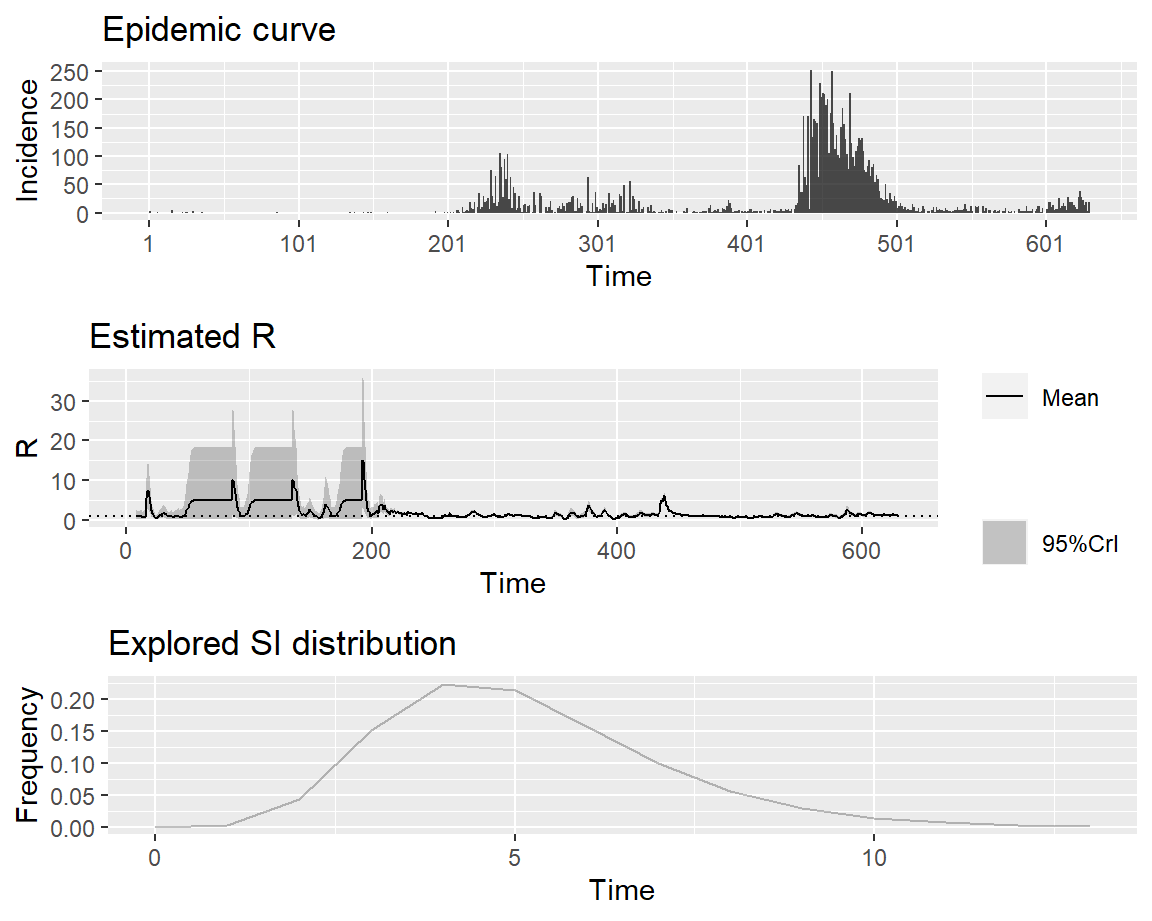 Epidemic curve
Incidence
250
200
150
100
50
0
1 101 201 301 401 501 601
Time
Estimated R
R
30
20
10
0
0 200 400 600
Time
Mean
95%CrI
Explored SI distribution
Frequency
0.20
0.15
0.10
0.05
0.00
0 5 10
Time